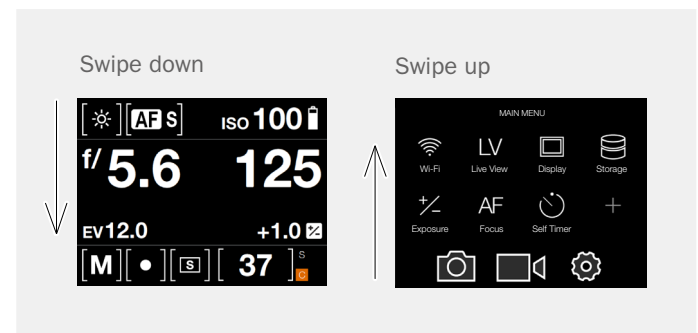 Swipe down
Swipe up
AF S ISO 100
f/5.6 125
EV12.0 +1.0 +/-
M S 37 S
C
MAIN MENU
Wi-Fi
LV
Live View
Display
Storage
+/-
Exposure
AF
Focus
Self Timer
+